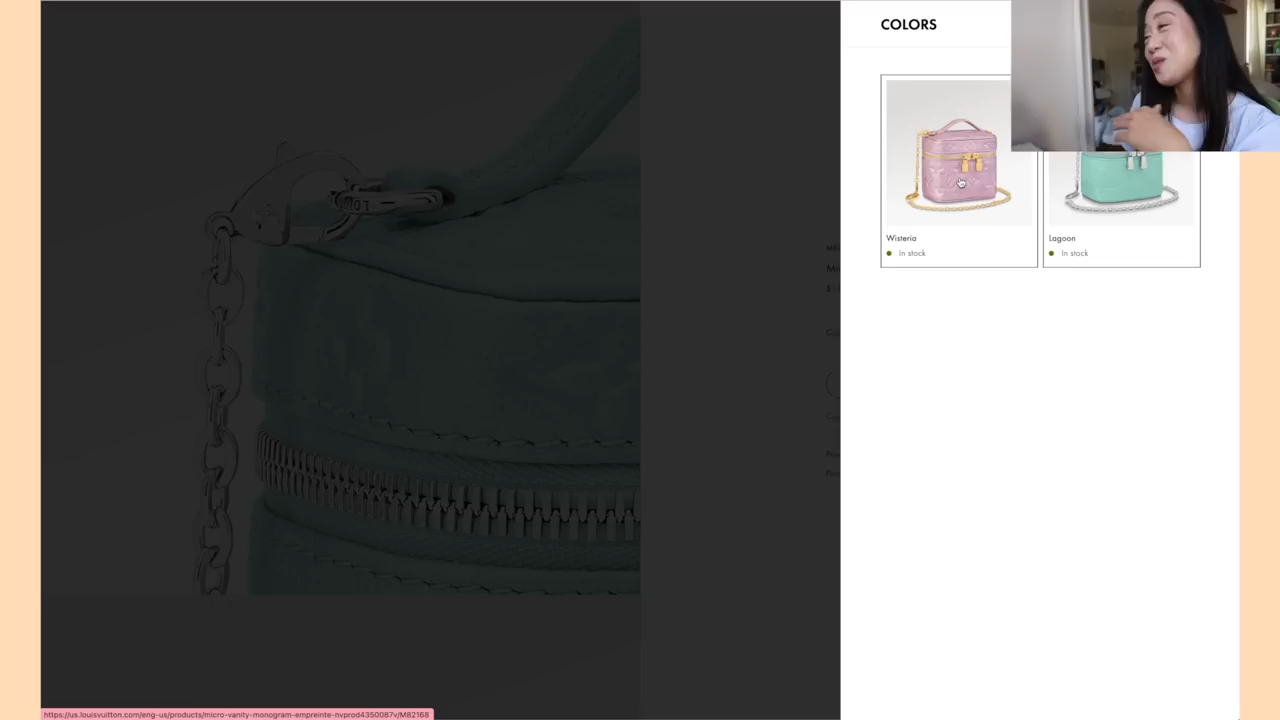 COLORS
Wisteria
In stock
Lagoon
In stock
https://us.louisvuitton.com/eng-us/products/micro-vanity-monogram-empreinte-nvprod4350087v/M82168